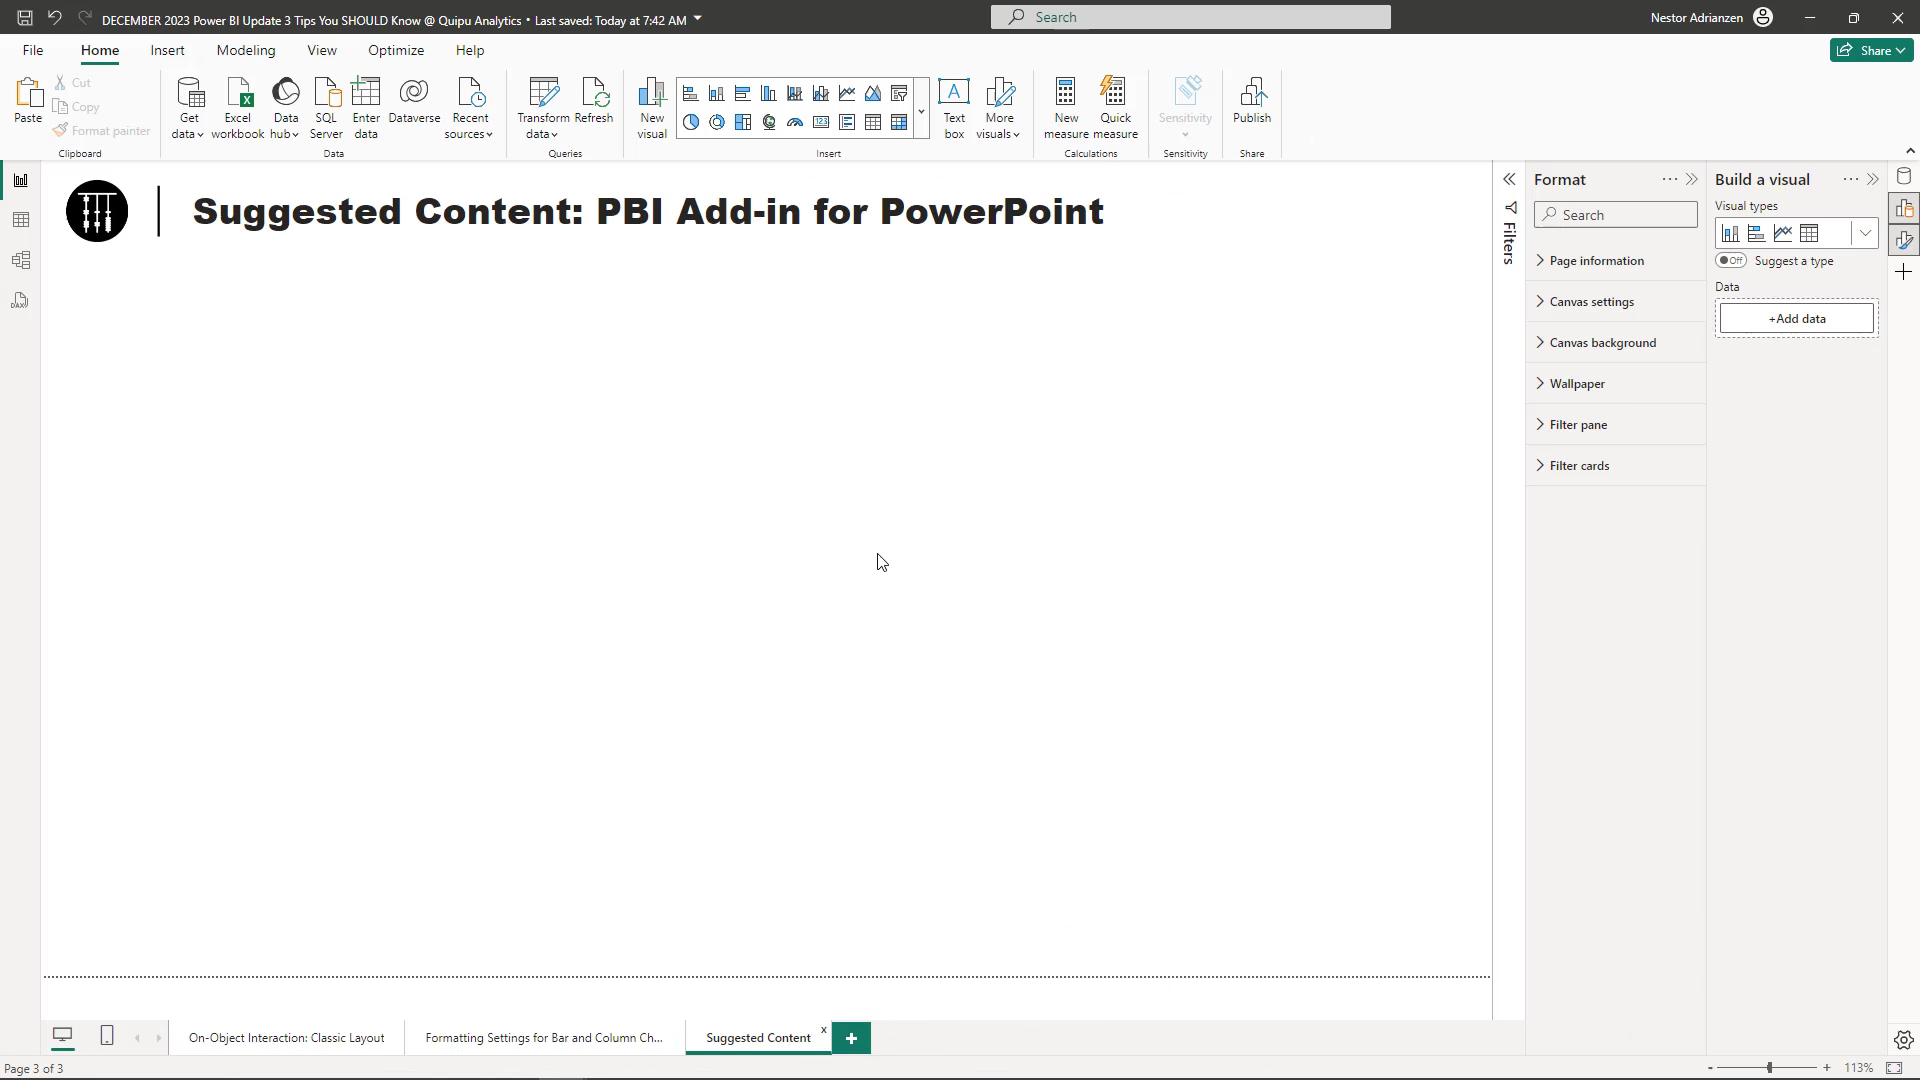 DECEMBER 2023 Power BI Update 3 Tips You SHOULD Know @ Quipu Analytics • Last saved: Today at 7:42 AM
Search
Nestor Adrianzen
File
Home
Insert
Modeling
View
Optimize
Help
Share
Paste
Cut
Copy
Format painter
Clipboard
Get data
Excel workbook
Data hub
SQL Server
Enter data
Dataverse
Recent sources
Data
Transform data
Refresh
Queries
New visual
Text box
More visuals
Insert
New measure
Quick measure
Calculations
Sensitivity
Sensitivity
Publish
Share
Suggested Content: PBI Add-in for PowerPoint
Filters
Format
Search
Page information
Canvas settings
Canvas background
Wallpaper
Filter pane
Filter cards
Build a visual
Visual types
Off
Suggest a type
Data
+Add data
DAX
123
On-Object Interaction: Classic Layout
Formatting Settings for Bar and Column Ch...
Suggested Content
Page 3 of 3
113%